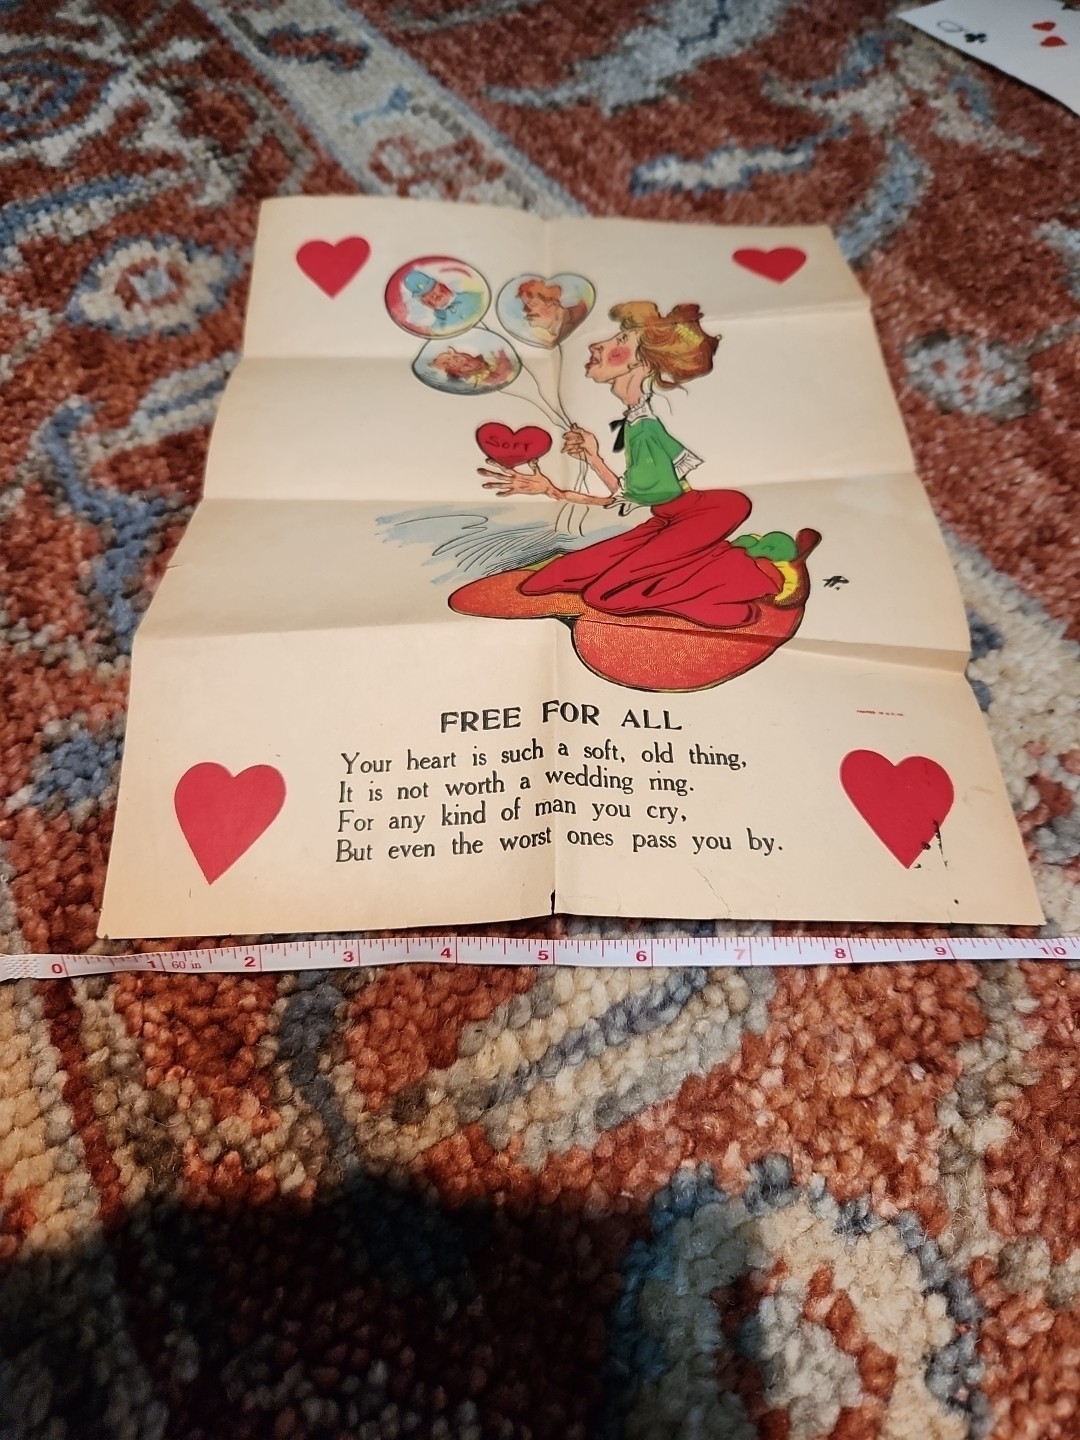 SOFT
FREE FOR ALL
Your heart is such a soft, old thing,
It is not worth a wedding ring.
For any kind of man you cry,
But even the worst ones pass you by.
0 1 60 in 2 3 4 5 6 7 8 9 10